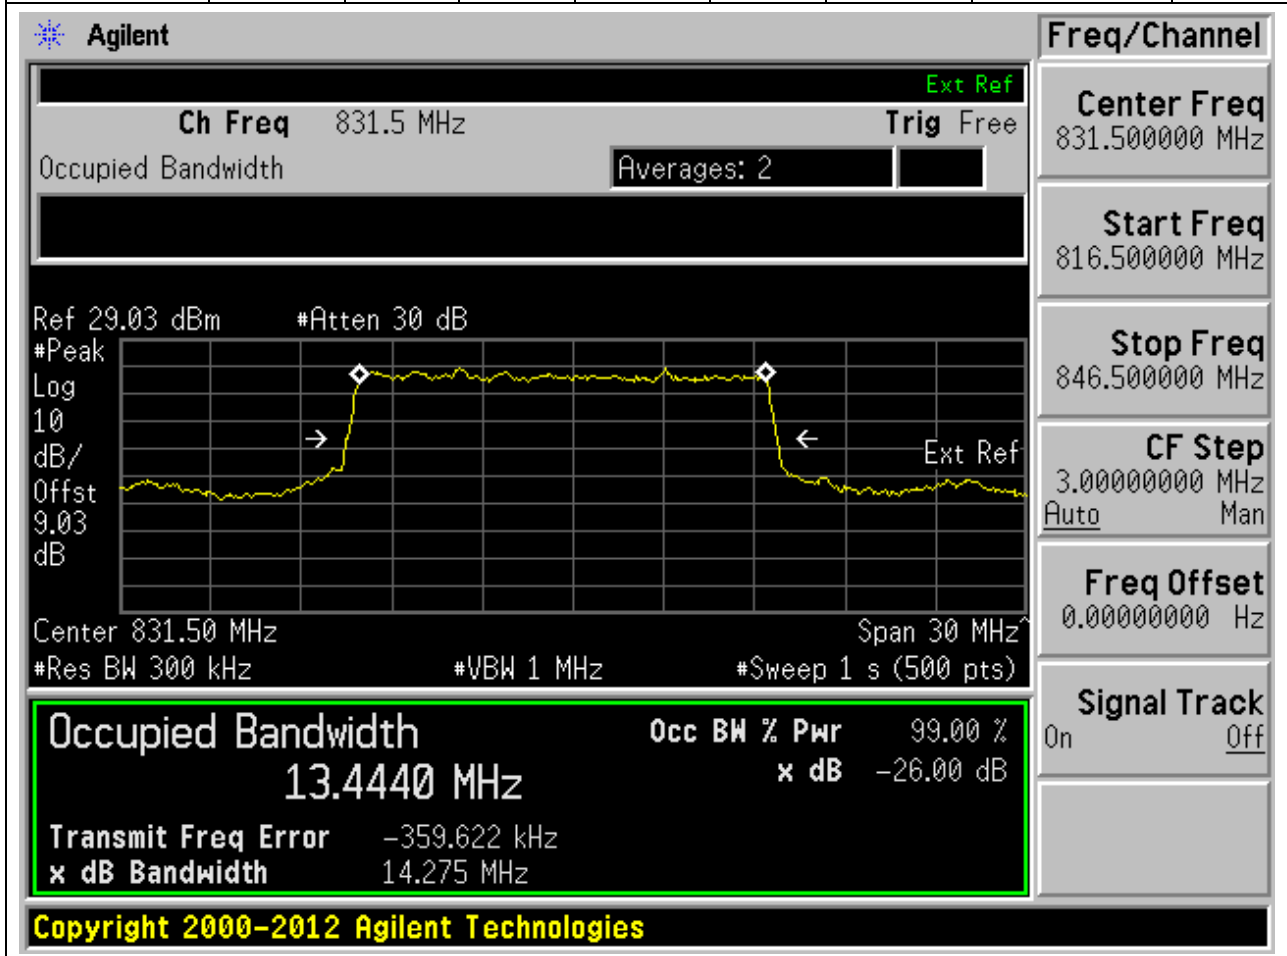 Agilent
Freq/Channel
Ext Ref
Ch Freq 831.5 MHz Trig Free
Occupied Bandwidth Averages: 2
Center Freq
831.500000 MHz
Start Freq
816.500000 MHz
Stop Freq
846.500000 MHz
CF Step
3.00000000 MHz
Auto Man
Freq Offset
0.00000000 Hz
Signal Track
On Off
Ref 29.03 dBm #Atten 30 dB
#Peak
Log
10
dB/
Offst
9.03
dB
Ext Ref
Center 831.50 MHz Span 30 MHz^
#Res BW 300 kHz #VBW 1 MHz #Sweep 1 s (500 pts)
Occupied Bandwidth
13.4440 MHz
Occ BW % Pwr 99.00 %
x dB -26.00 dB
Transmit Freq Error -359.622 kHz
x dB Bandwidth 14.275 MHz
Copyright 2000-2012 Agilent Technologies